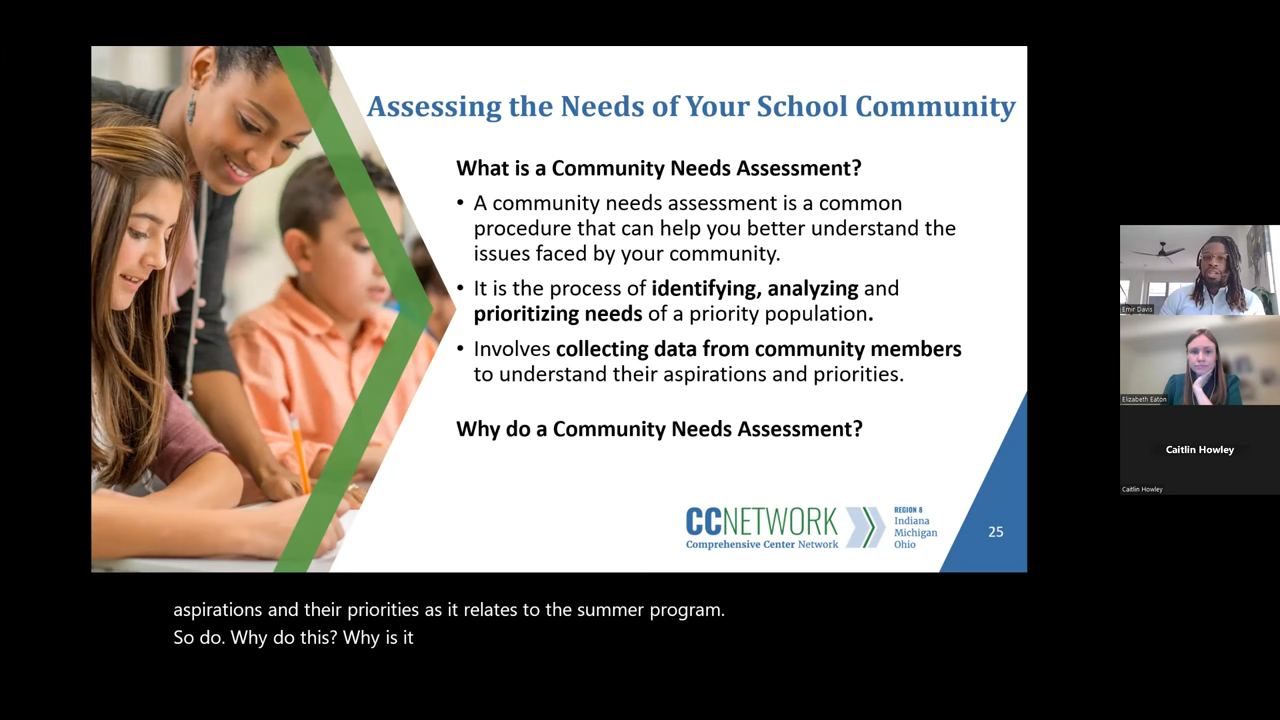 Assessing the Needs of Your School Community
What is a Community Needs Assessment?
• A community needs assessment is a common
procedure that can help you better understand the
issues faced by your community.
• It is the process of identifying, analyzing and
prioritizing needs of a priority population.
• Involves collecting data from community members
to understand their aspirations and priorities.
Why do a Community Needs Assessment?
CCNETWORK
Comprehensive Center Network
REGION 8
Indiana
Michigan
Ohio
25
Emir Davis
Elizabeth Eaton
Caitlin Howley
Caitlin Howley
aspirations and their priorities as it relates to the summer program.
So do. Why do this? Why is it